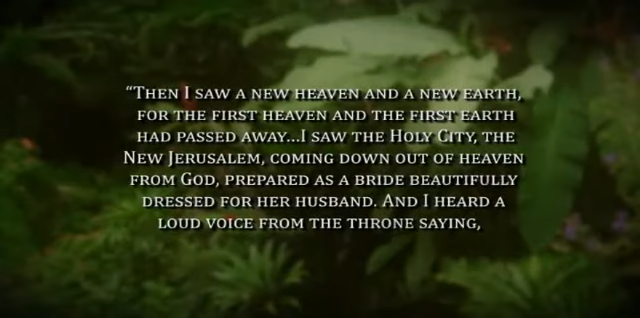 “Then I saw a new heaven and a new earth,
for the first heaven and the first earth
had passed away...I saw the Holy City, the
New Jerusalem, coming down out of heaven
from God, prepared as a bride beautifully
dressed for her husband. And I heard a
loud voice from the throne saying,